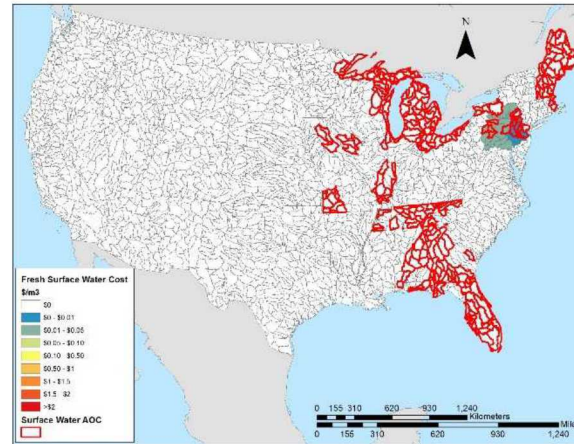 N
Fresh Surface Water Cost
$/m3
$0
$0 - $0.01
$0.01 - $0.05
$0.05 - $0.10
$0.10 - $0.50
$0.50 - $1
$1 - $1.5
$1.5 - $2
>$2
Surface Water AOC
0 155 310 620 930 1,240
Kilometers
0 155 310 620 930 1,240